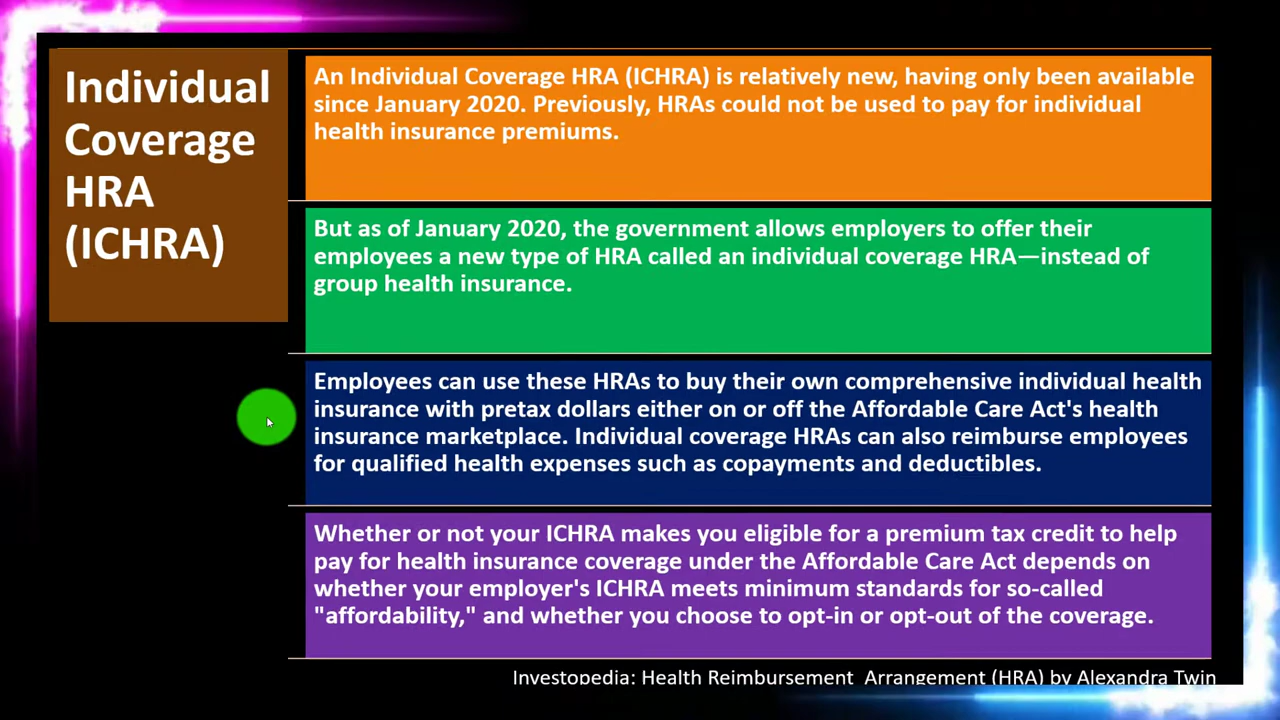 Individual
Coverage
HRA
(ICHRA)
An Individual Coverage HRA (ICHRA) is relatively new, having only been available
since January 2020. Previously, HRAs could not be used to pay for individual
health insurance premiums.
But as of January 2020, the government allows employers to offer their
employees a new type of HRA called an individual coverage HRA—instead of
group health insurance.
Employees can use these HRAs to buy their own comprehensive individual health
insurance with pretax dollars either on or off the Affordable Care Act's health
insurance marketplace. Individual coverage HRAs can also reimburse employees
for qualified health expenses such as copayments and deductibles.
Whether or not your ICHRA makes you eligible for a premium tax credit to help
pay for health insurance coverage under the Affordable Care Act depends on
whether your employer's ICHRA meets minimum standards for so-called
"affordability," and whether you choose to opt-in or opt-out of the coverage.
Investopedia: Health Reimbursement Arrangement (HRA) by Alexandra Twin